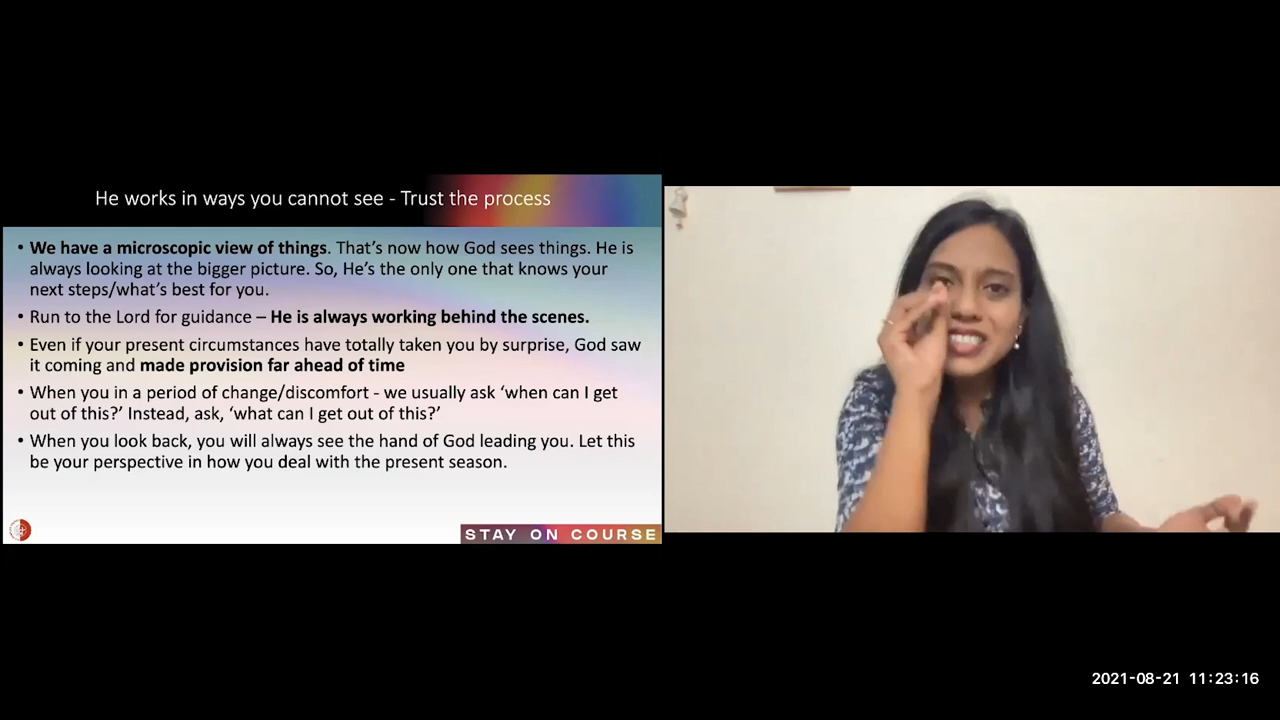 He works in ways you cannot see - Trust the process
• We have a microscopic view of things. That's now how God sees things. He is
always looking at the bigger picture. So, He's the only one that knows your
next steps/what's best for you.
• Run to the Lord for guidance – He is always working behind the scenes.
• Even if your present circumstances have totally taken you by surprise, God saw
it coming and made provision far ahead of time
• When you in a period of change/discomfort - we usually ask ‘when can I get
out of this?’ Instead, ask, ‘what can I get out of this?’
• When you look back, you will always see the hand of God leading you. Let this
be your perspective in how you deal with the present season.
STAY ON COURSE
2021-08-21 11:23:16